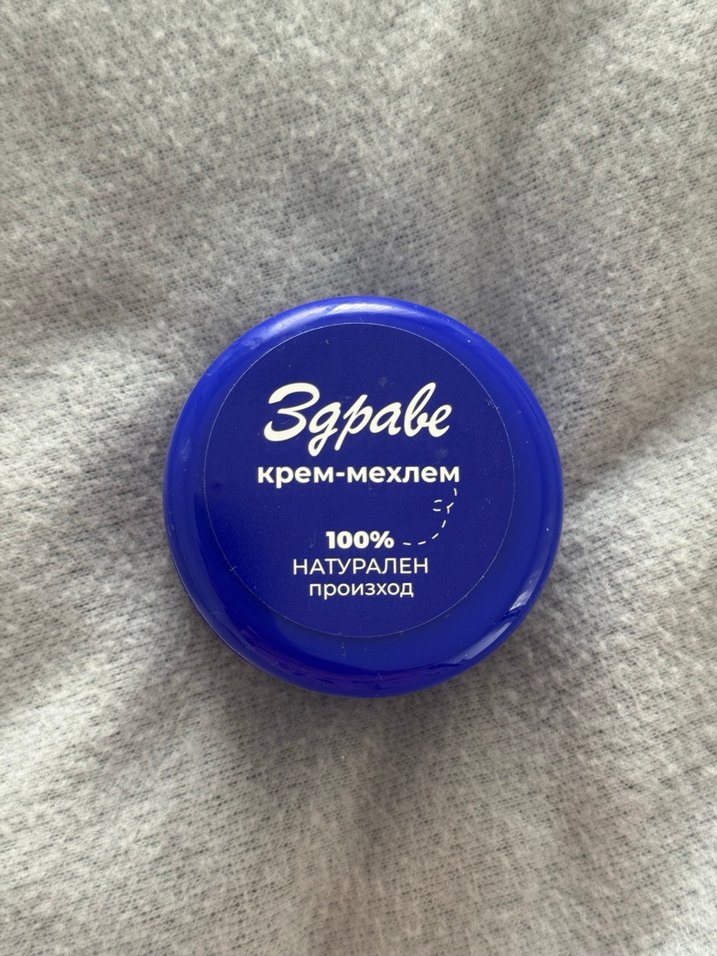 Здраве
крем-мехлем
100%
НАТУРАЛЕН
произход